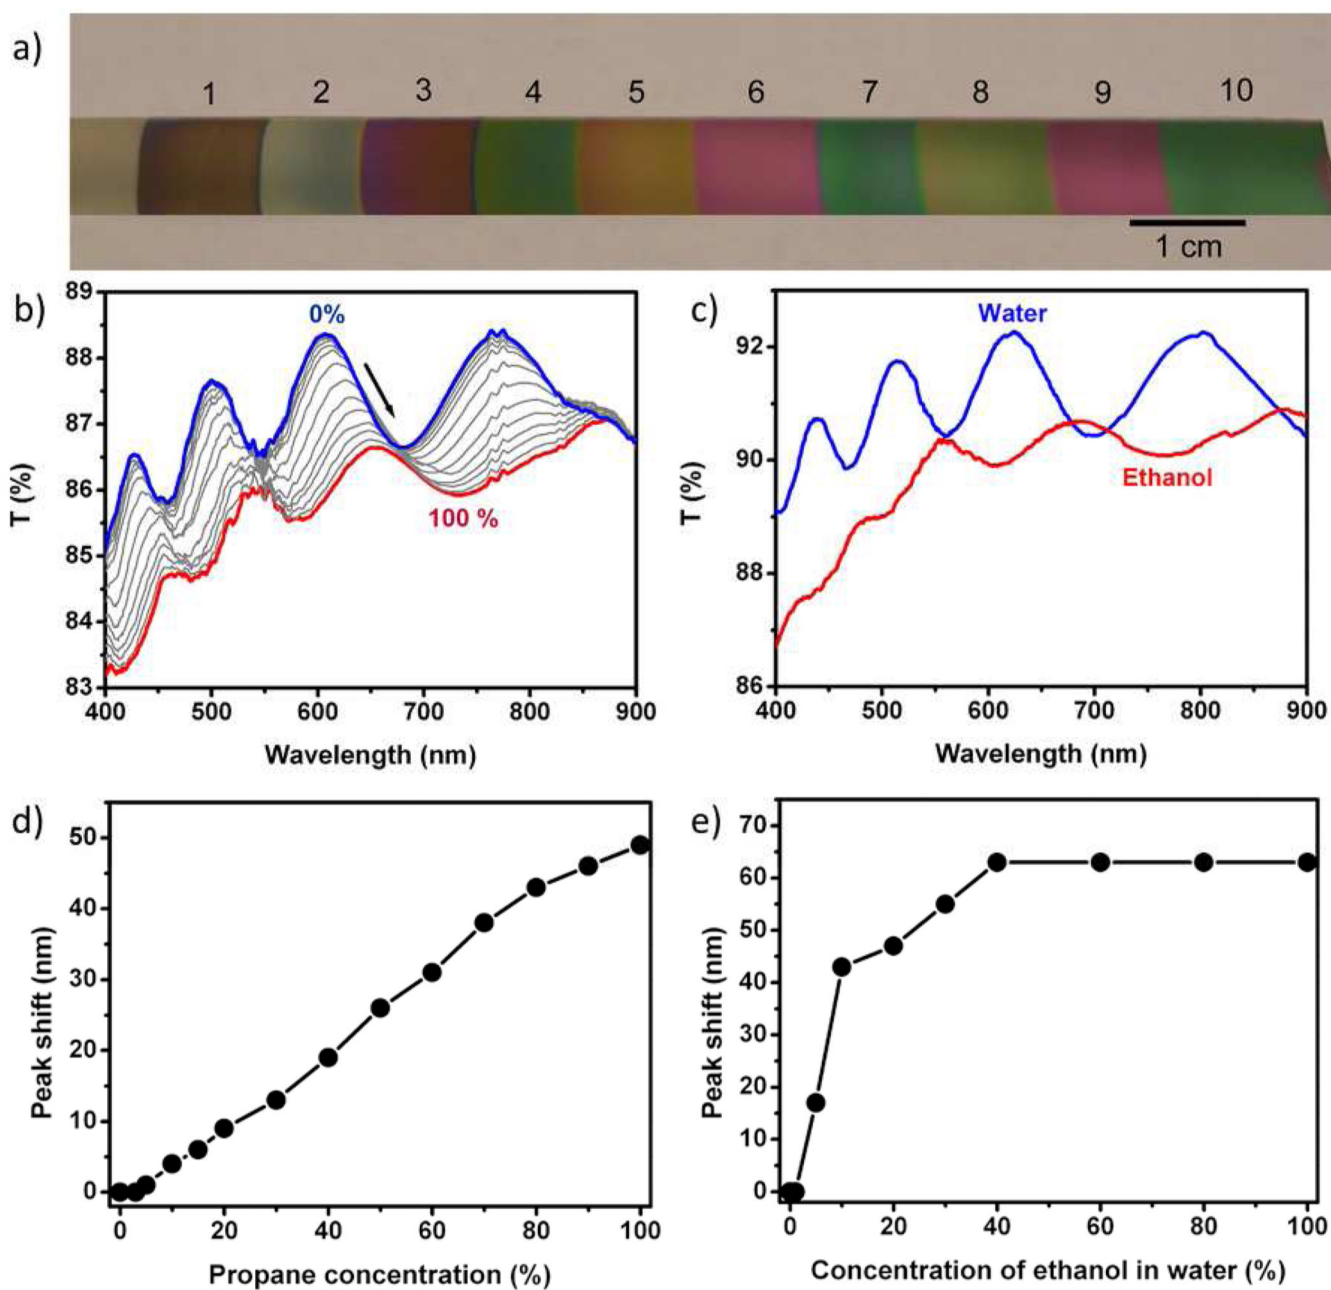 a)
1 2 3 4 5 6 7 8 9 10
1 cm
b)
89
88
87
86
85
84
83
T (%)
0%
100 %
400 500 600 700 800 900
Wavelength (nm)
c)
92
90
88
86
T (%)
Water
Ethanol
400 500 600 700 800 900
Wavelength (nm)
d)
50
40
30
20
10
0
Peak shift (nm)
0 20 40 60 80 100
Propane concentration (%)
e)
70
60
50
40
30
20
10
0
Peak shift (nm)
0 20 40 60 80 100
Concentration of ethanol in water (%)